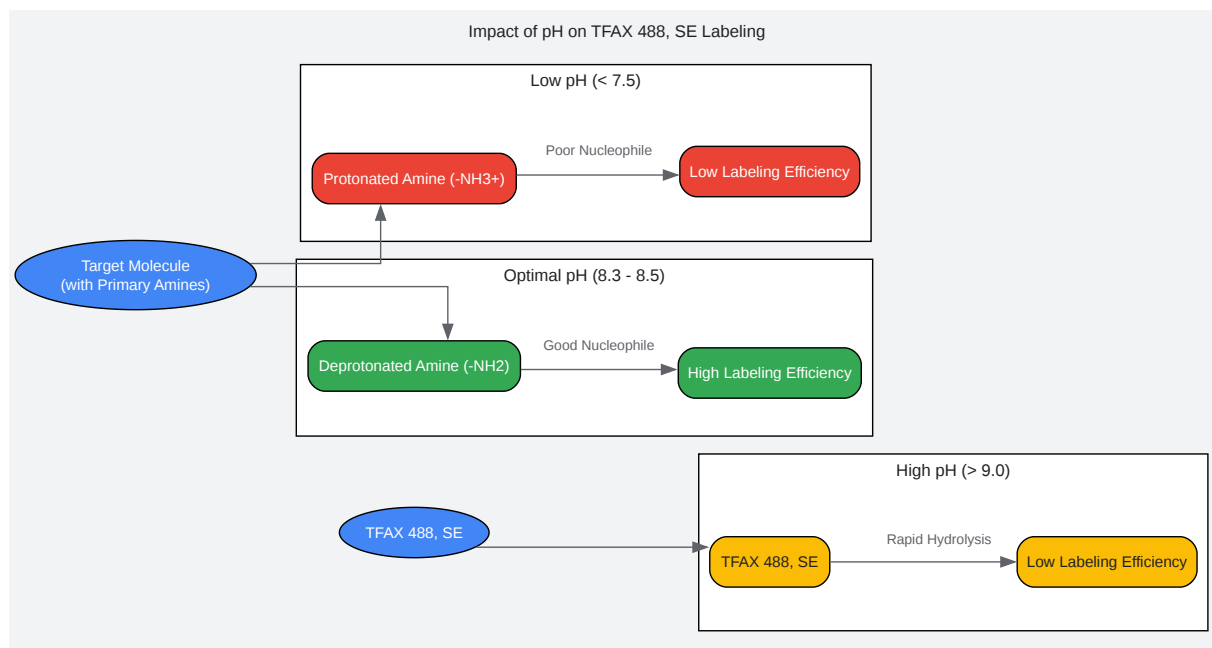 Impact of pH on TFAX 488, SE Labeling
Low pH (< 7.5)
Poor Nucleophile
Protonated Amine (-NH3+)
Low Labeling Efficiency
Target Molecule
(with Primary Amines)
Optimal pH (8.3 - 8.5)
Good Nucleophile
Deprotonated Amine (-NH2)
High Labeling Efficiency
High pH (> 9.0)
TFAX 488, SE
Rapid Hydrolysis
TFAX 488, SE
Low Labeling Efficiency